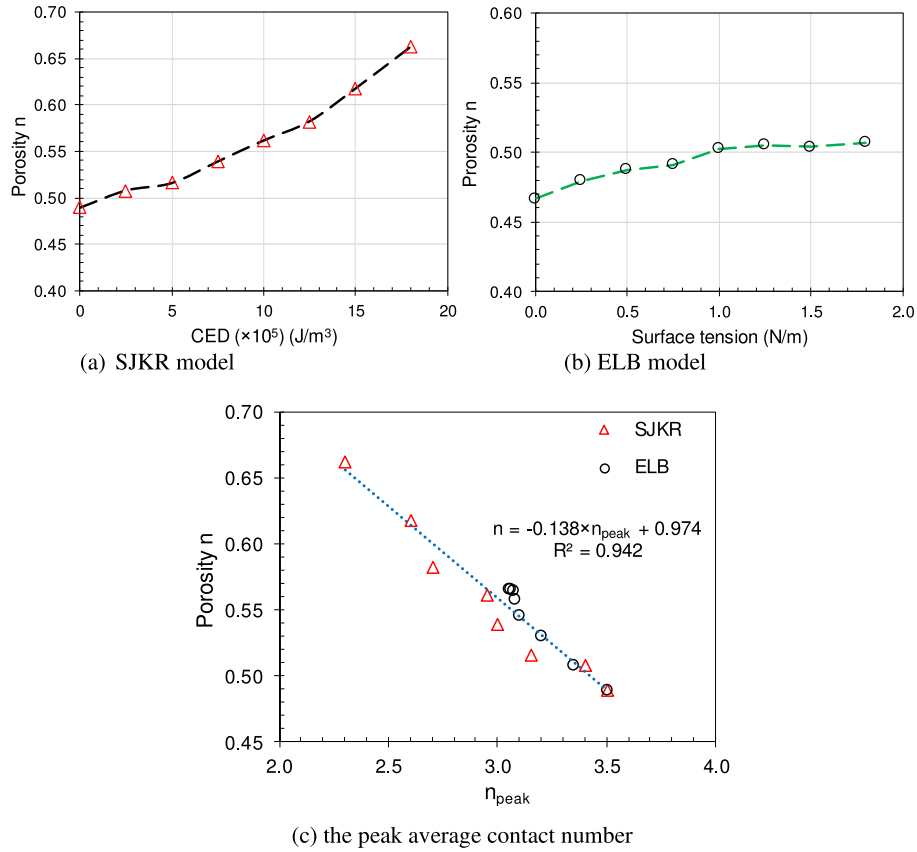 0.70
0.65
0.60
0.55
0.50
0.45
0.40
Porosity n
0 5 10 15 20
CED (×10⁵) (J/m³)
(a) SJKR model
0.60
0.55
0.50
0.45
0.40
Prorosity n
0.0 0.5 1.0 1.5 2.0
Surface tension (N/m)
(b) ELB model
0.70
0.65
0.60
0.55
0.50
0.45
Porosity n
SJKR
ELB
n = -0.138×npeak + 0.974
R² = 0.942
2.0 2.5 3.0 3.5 4.0
npeak
(c) the peak average contact number